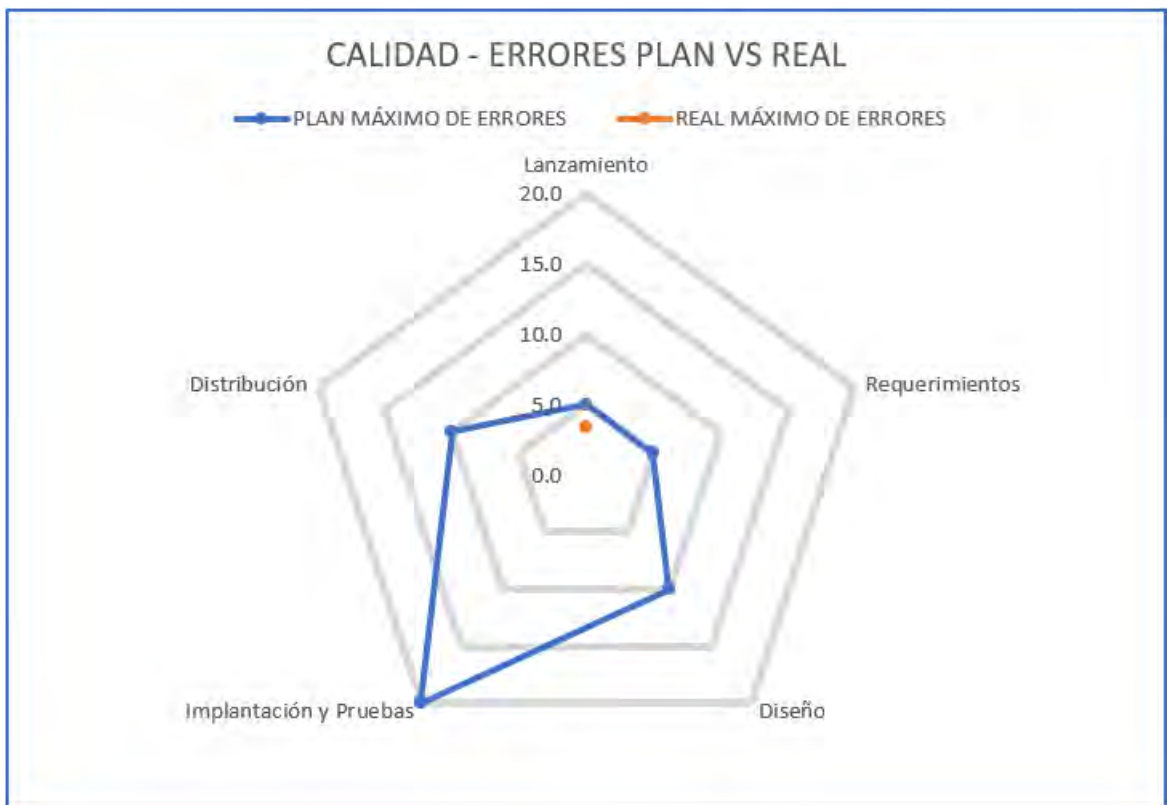 CALIDAD - ERRORES PLAN VS REAL
PLAN MÁXIMO DE ERRORES REAL MÁXIMO DE ERRORES
Lanzamiento
20.0
15.0
10.0
Distribución
Requerimientos
5.0
0.0
Implantación y Pruebas
Diseño